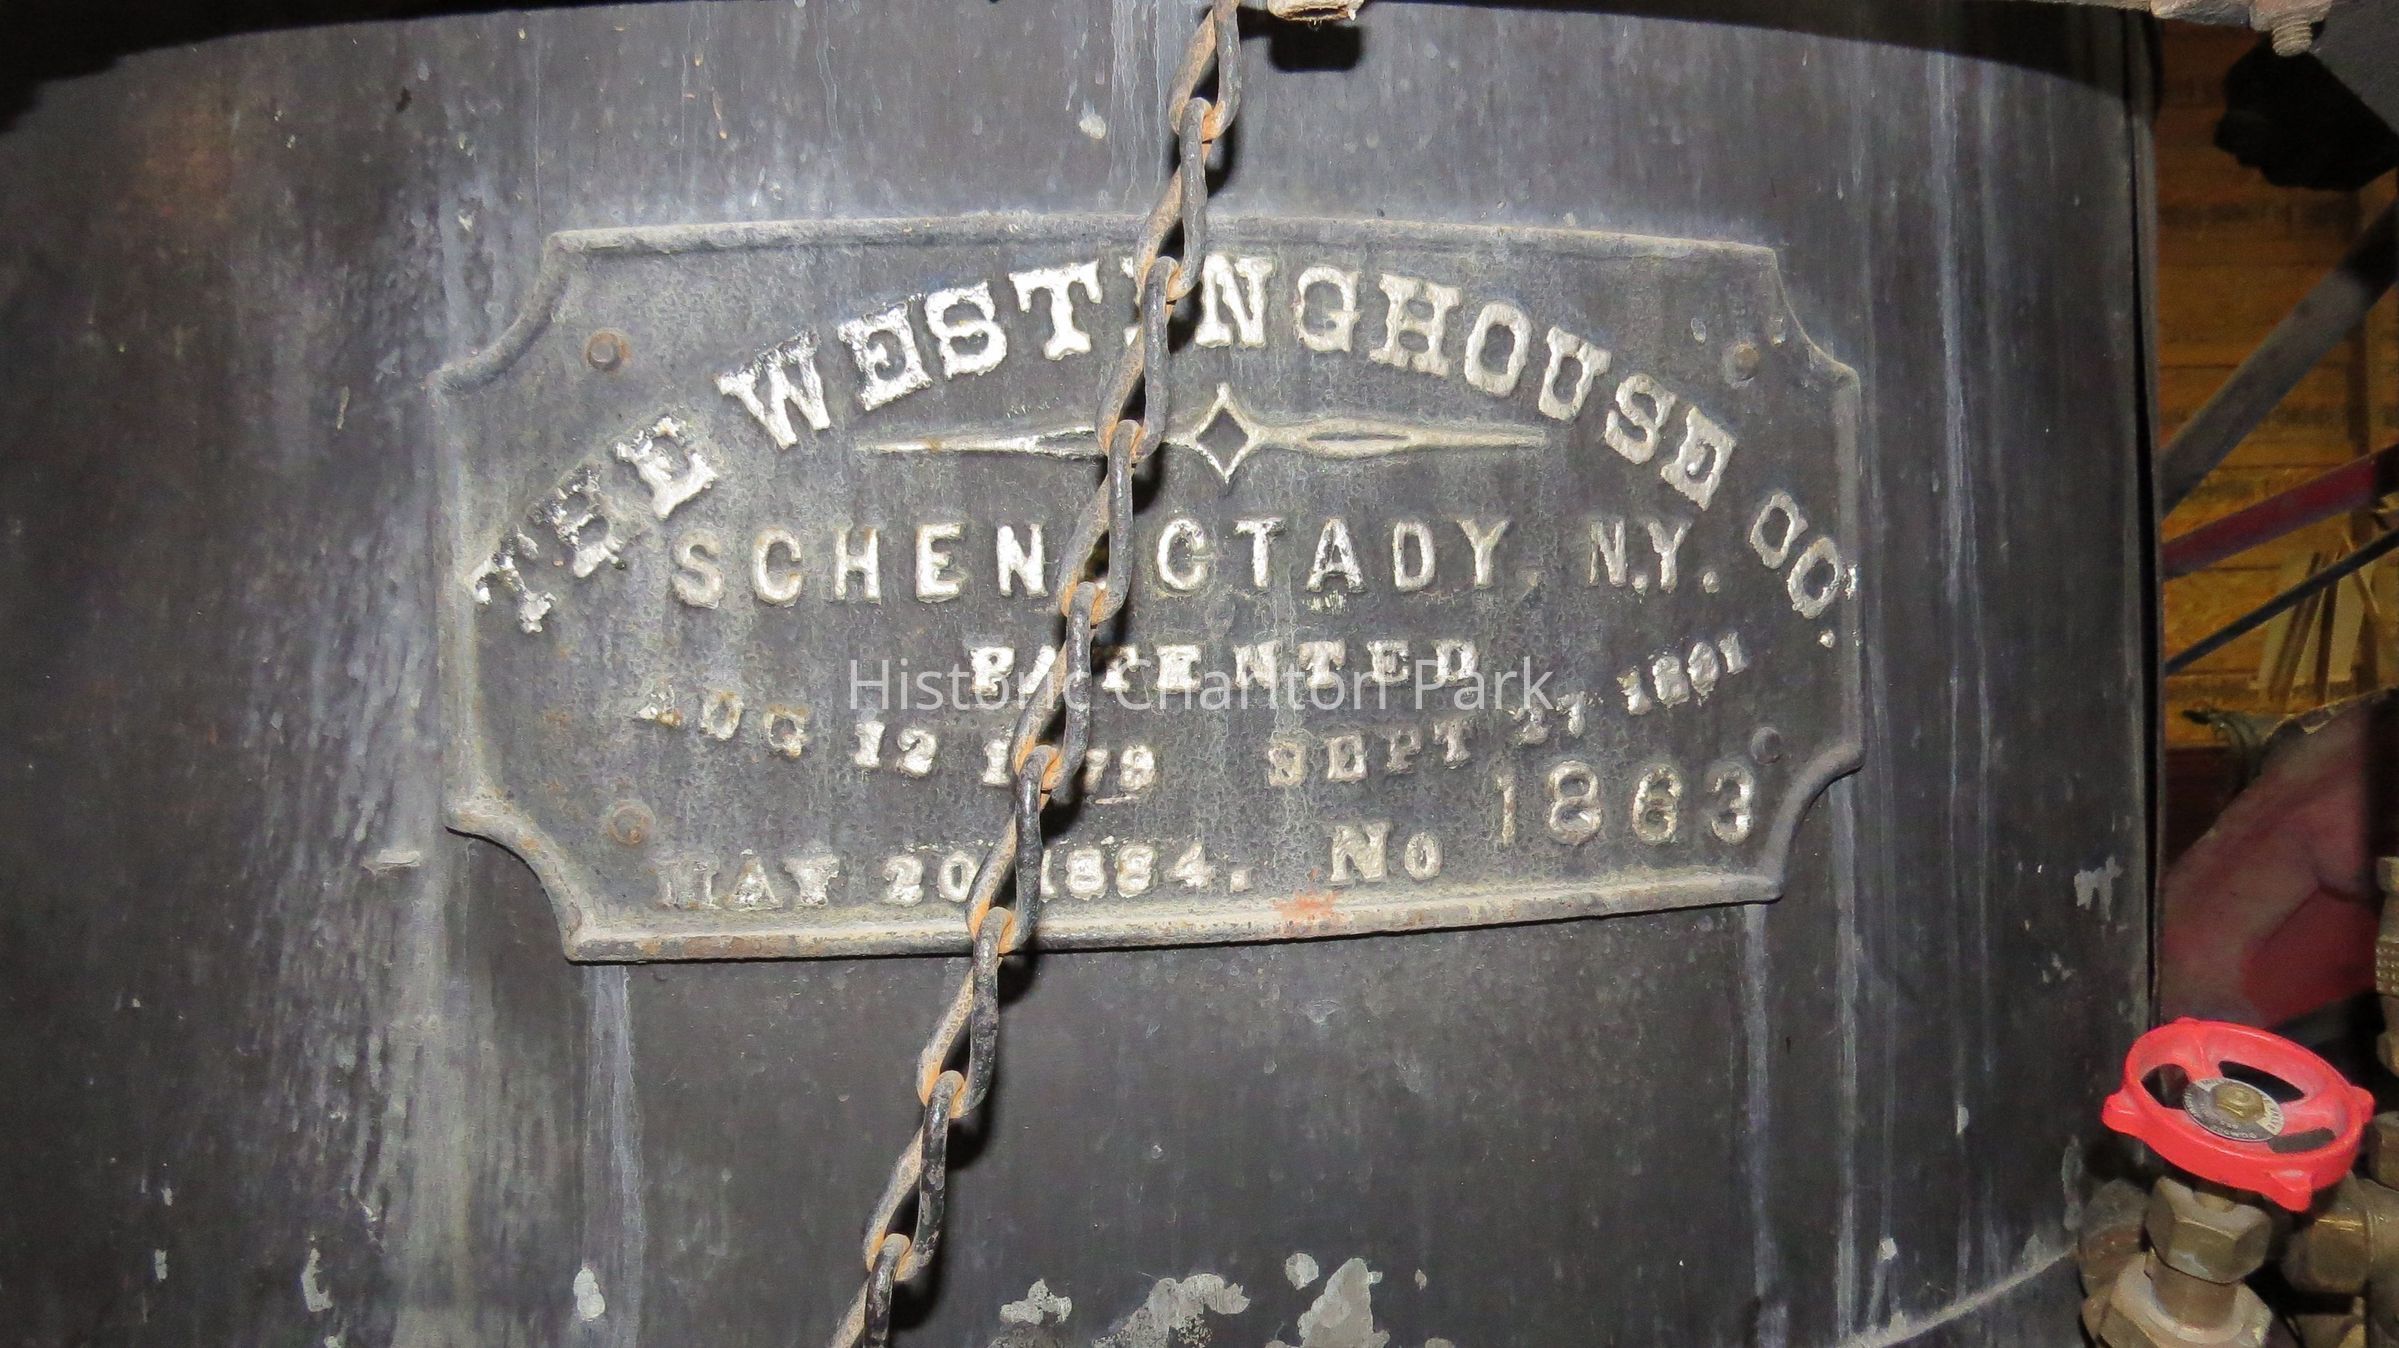 THE WESTINGHOUSE CO.
SCHENECTADY, N.Y.
PATENTED
AUG 12 1879 SEPT 27 1881
MAY 20 1884. No 1863
Historic Charlton Park